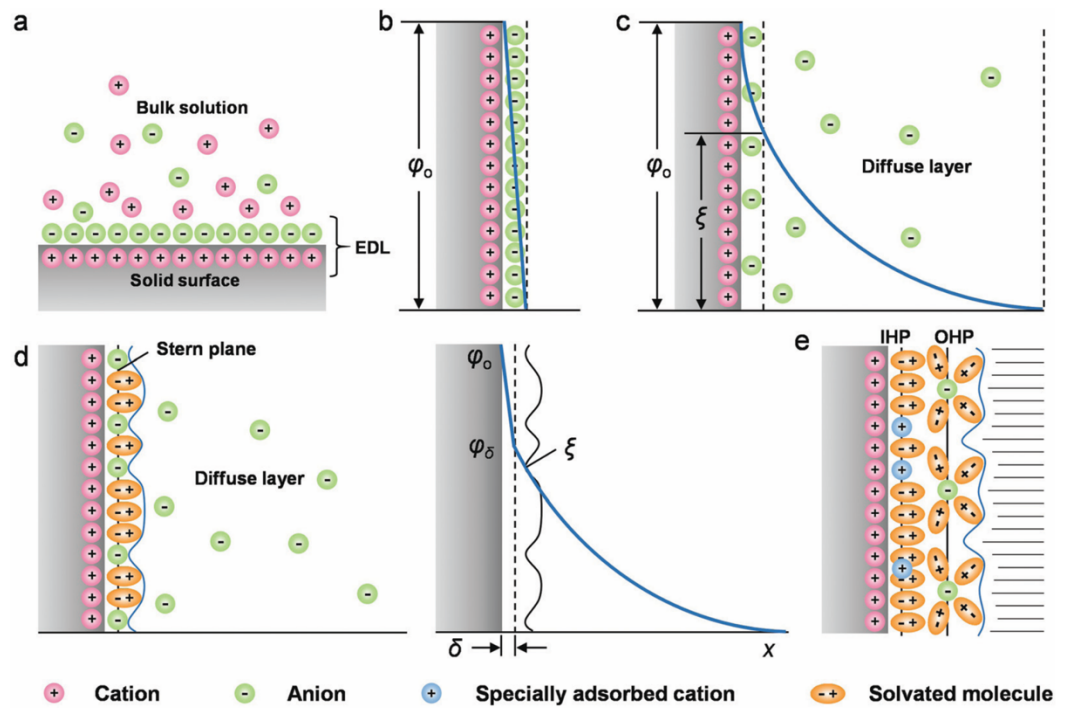 a
Bulk solution
EDL
Solid surface
b
φo
c
φo
ξ
Diffuse layer
d
Stern plane
Diffuse layer
φo
φδ
ξ
δ
x
e
IHP OHP
Cation
Anion
Specially adsorbed cation
Solvated molecule